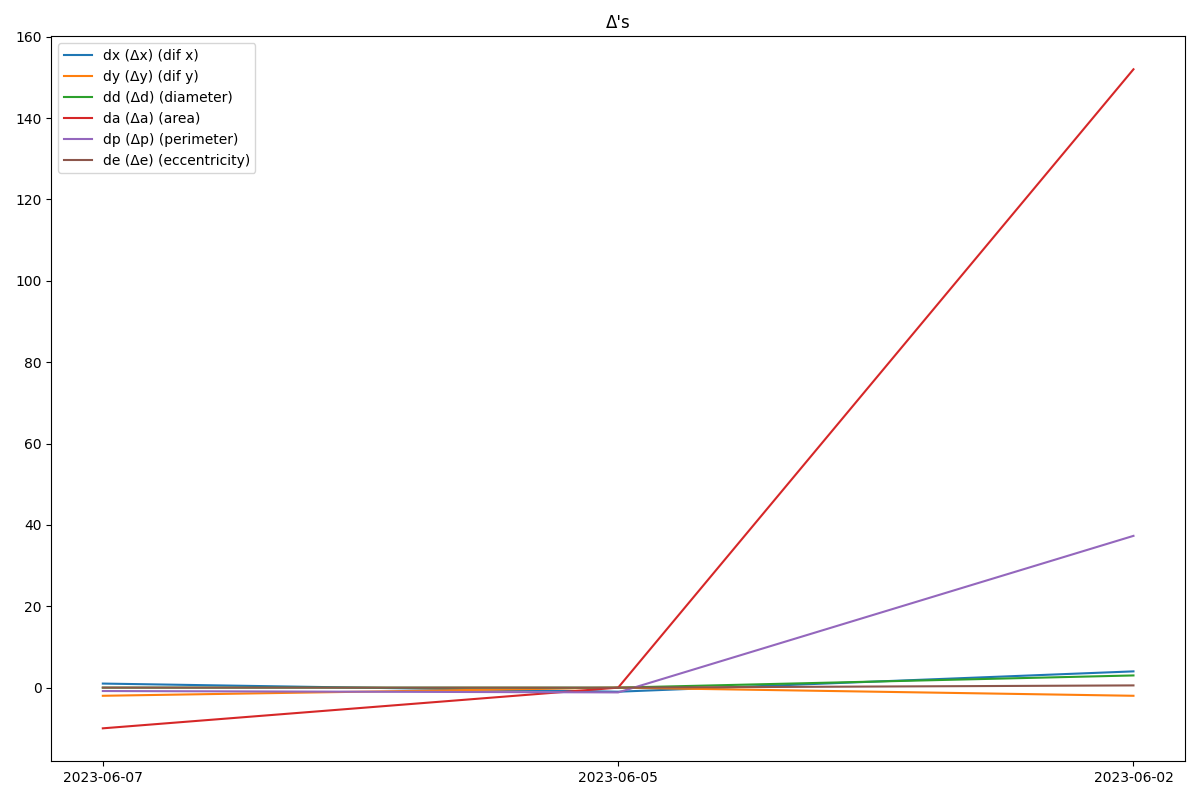 Δ's
160
140
120
100
80
60
40
20
0
dx (Δx) (dif x)
dy (Δy) (dif y)
dd (Δd) (diameter)
da (Δa) (area)
dp (Δp) (perimeter)
de (Δe) (eccentricity)
2023-06-07 2023-06-05 2023-06-02